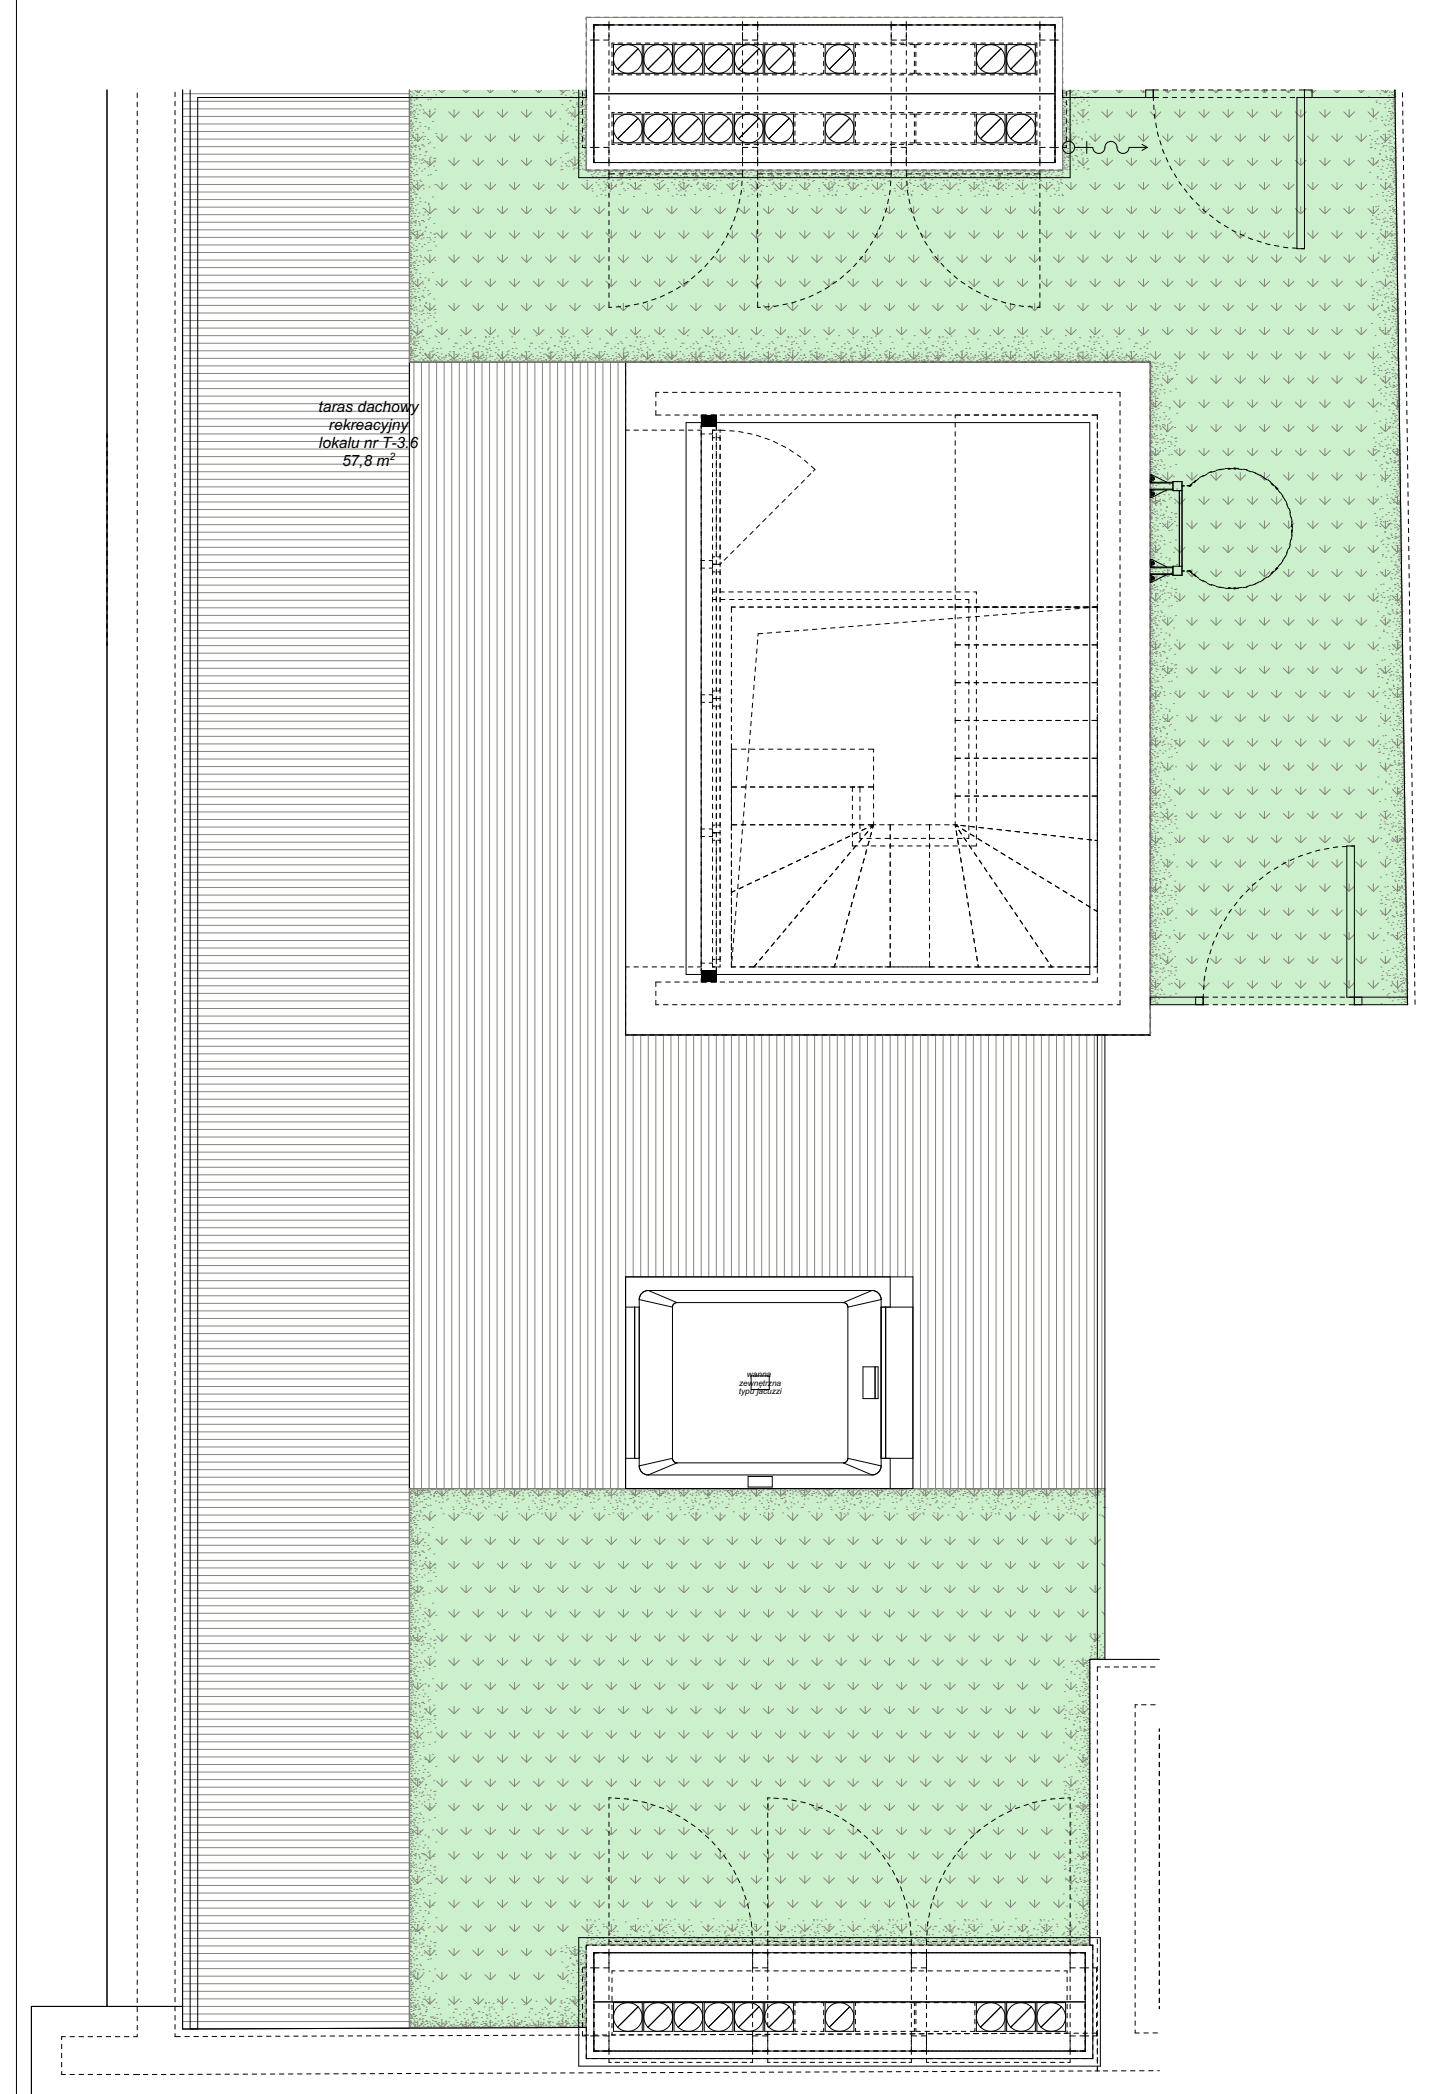 taras dachowy
rekreacyjny
lokalu nr T-3.6
57,8 m²
wanna
zewnętrzna
typu jacuzzi